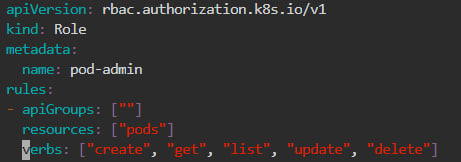 apiVersion: rbac.authorization.k8s.io/v1
kind: Role
metadata:
  name: pod-admin
rules:
- apiGroups: [""]
  resources: ["pods"]
  verbs: ["create", "get", "list", "update", "delete"]